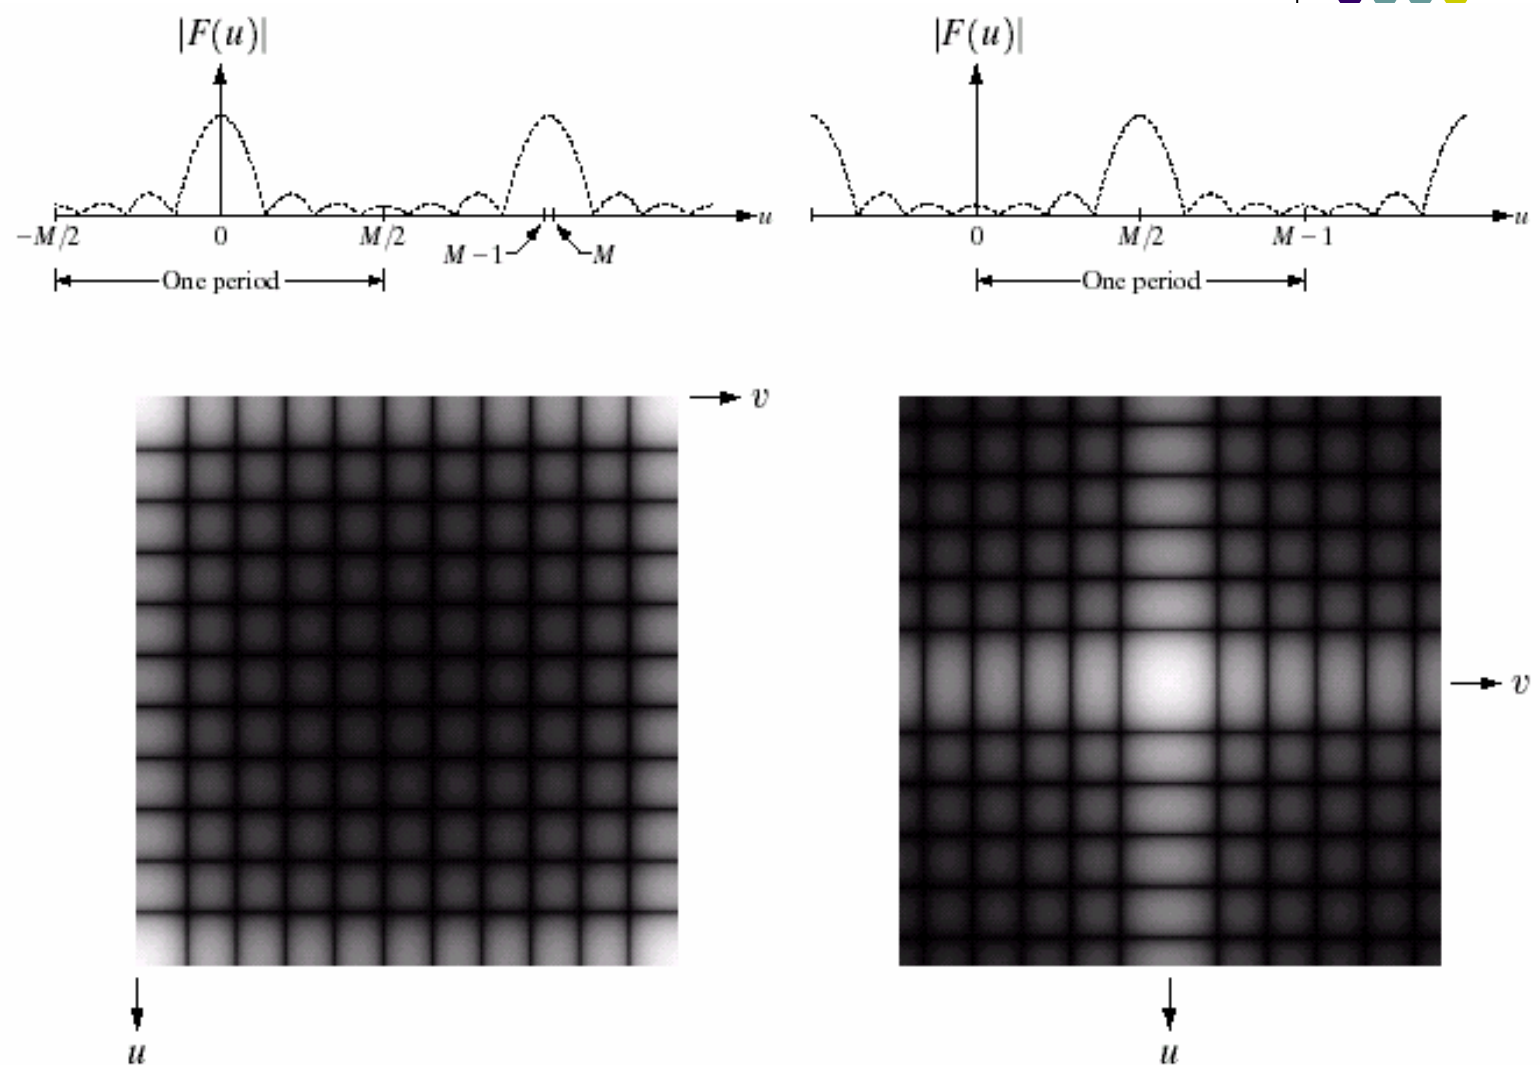 |F(u)|
|F(u)|
−M/2 0 M/2 M − 1 M u
0 M/2 M − 1 u
One period
One period
v
v
u
u